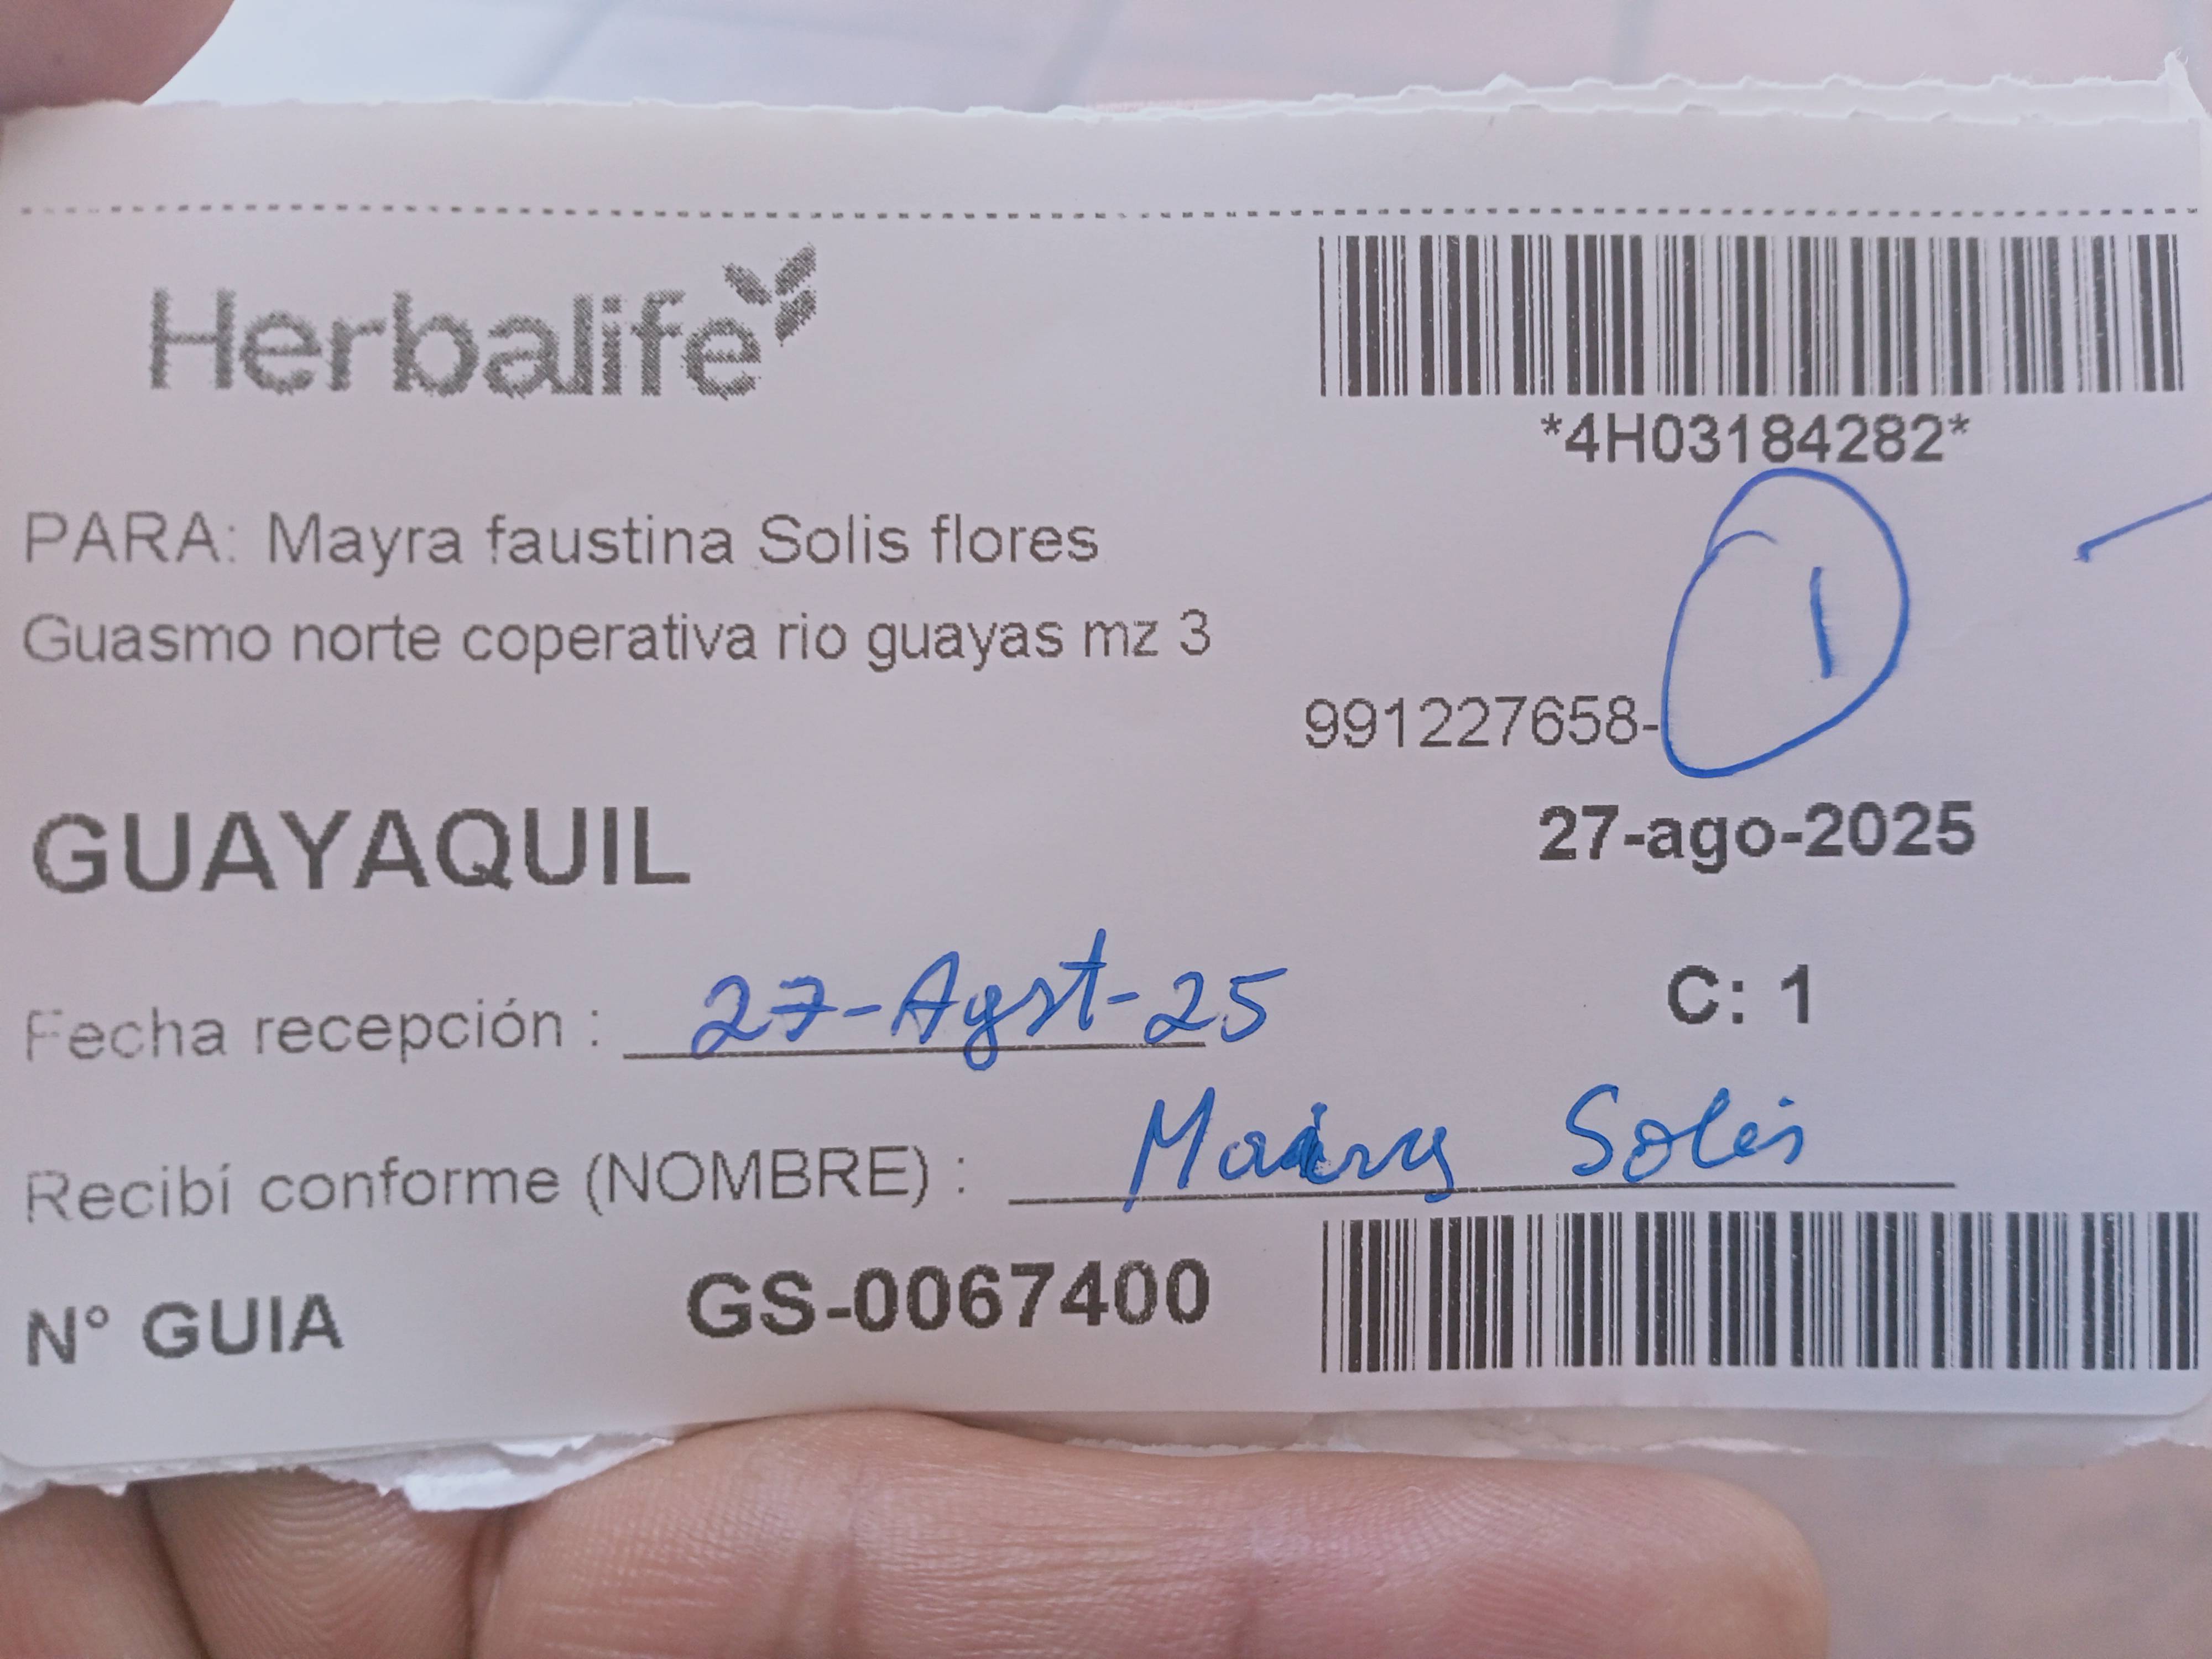 Herbalife
*4H03184282*
PARA: Mayra faustina Solis flores
Guasmo norte coperativa rio guayas mz 3
1
991227658-
GUAYAQUIL
27-ago-2025
Fecha recepción : 27-Agst-25
C: 1
Recibí conforme (NOMBRE) : Maira Solis
N° GUIA GS-0067400